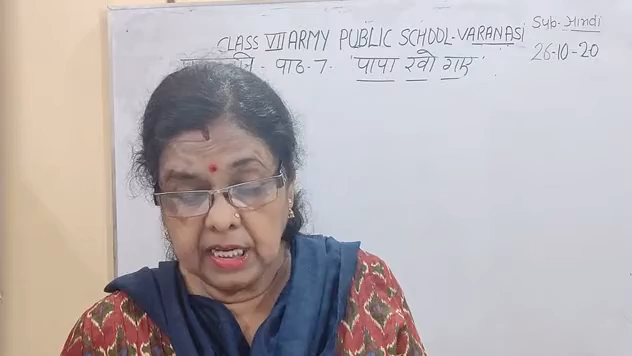 Sub- Hindi
CLASS VII ARMY PUBLIC SCHOOL-VARANASI
26-10-20
पाठ-7. 'पापा खो गए'